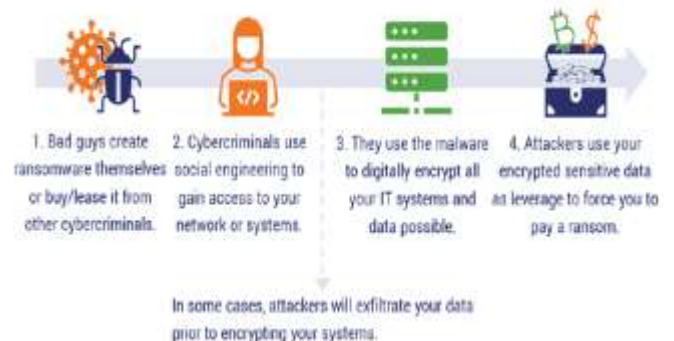 1. Bad guys create
ransomware themselves
or buy/lease it from
other cybercriminals.
2. Cybercriminals use
social engineering to
gain access to your
network or systems.
3. They use the malware
to digitally encrypt all
your IT systems and
data possible.
4. Attackers use your
encrypted sensitive data
as leverage to force you to
pay a ransom.
In some cases, attackers will exfiltrate your data
prior to encrypting your systems.